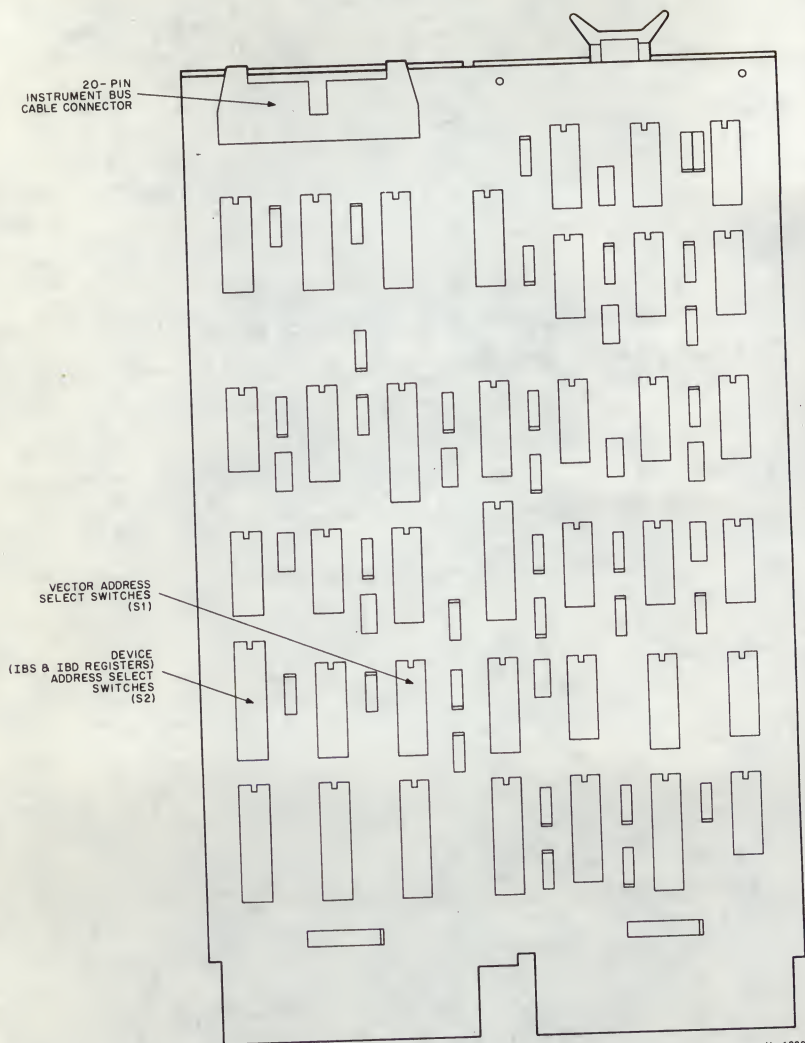 20-PIN
INSTRUMENT BUS
CABLE CONNECTOR
VECTOR ADDRESS
SELECT SWITCHES
(S1)
DEVICE
(IBS & IBD REGISTERS)
ADDRESS SELECT
SWITCHES
(S2)